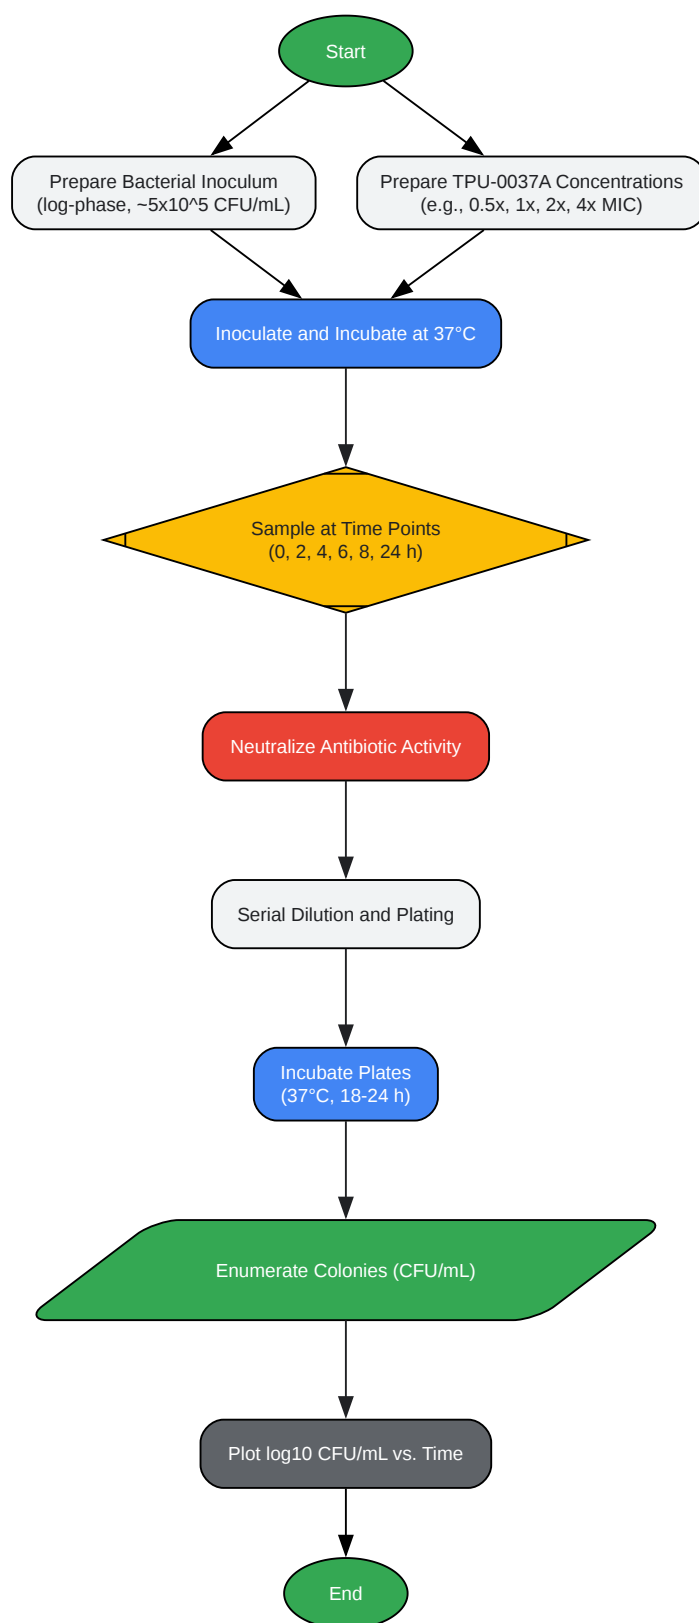 Start
Prepare Bacterial Inoculum
(log-phase, ~5x10^5 CFU/mL)
Prepare TPU-0037A Concentrations
(e.g., 0.5x, 1x, 2x, 4x MIC)
Inoculate and Incubate at 37°C
Sample at Time Points
(0, 2, 4, 6, 8, 24 h)
Neutralize Antibiotic Activity
Serial Dilution and Plating
Incubate Plates
(37°C, 18-24 h)
Enumerate Colonies (CFU/mL)
Plot log10 CFU/mL vs. Time
End